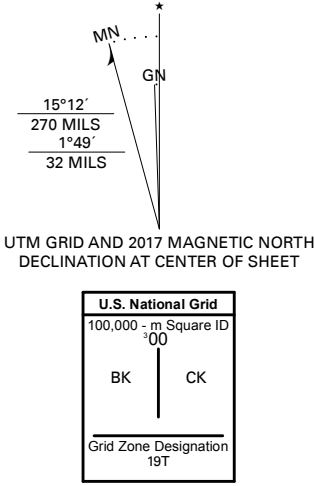 ★
MN
GN
15°12´
270 MILS
1°49´
32 MILS
UTM GRID AND 2017 MAGNETIC NORTH
DECLINATION AT CENTER OF SHEET
U.S. National Grid
100,000 - m Square ID
³00
BK CK
Grid Zone Designation
19T